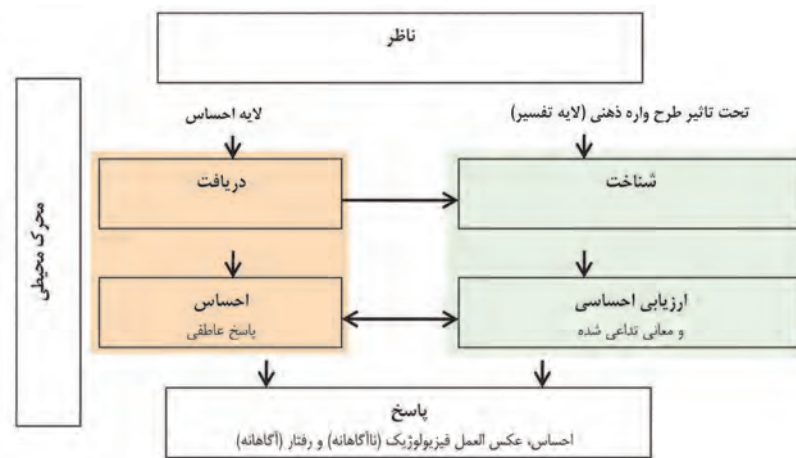 ناظر
تحت تاثیر طرح واره ذهنی (لایه تفسیر)
لایه احساس
شناخت
دریافت
محرک محیطی
ارزیابی احساسی
و معانی تداعی شده
احساس
پاسخ عاطفی
پاسخ
احساس، عکس العمل فیزیولوژیک (ناآگاهانه) و رفتار (آگاهانه)